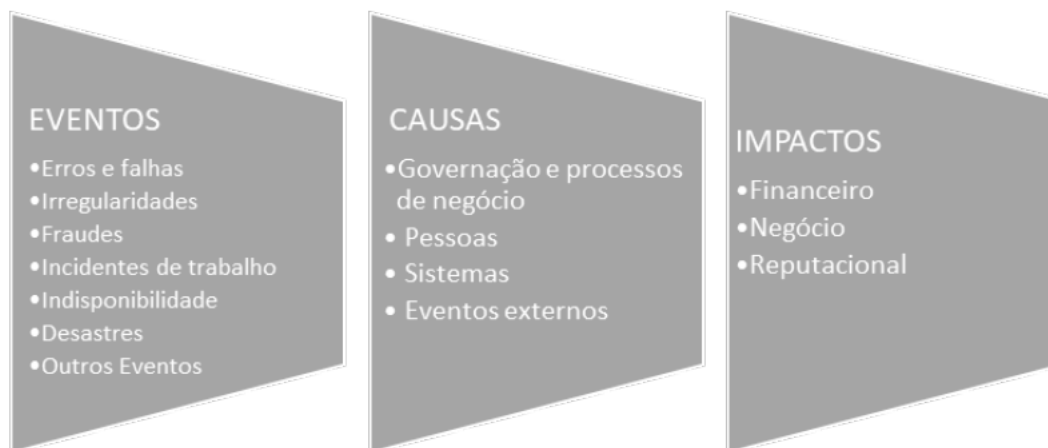 EVENTOS
•Erros e falhas
•Irregularidades
•Fraudes
•Incidentes de trabalho
•Indisponibilidade
•Desastres
•Outros Eventos
CAUSAS
•Governação e processos
de negócio
• Pessoas
• Sistemas
• Eventos externos
IMPACTOS
•Financeiro
•Negócio
•Reputacional